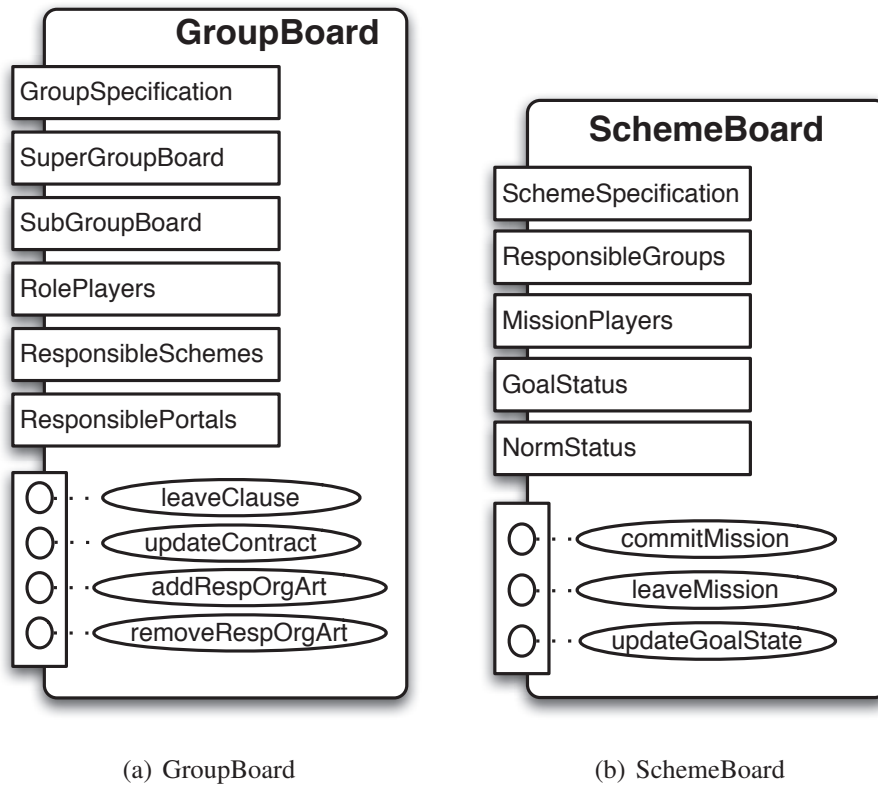 GroupBoard
GroupSpecification
SuperGroupBoard
SubGroupBoard
RolePlayers
ResponsibleSchemes
ResponsiblePortals
leaveClause
updateContract
addRespOrgArt
removeRespOrgArt
(a) GroupBoard
SchemeBoard
SchemeSpecification
ResponsibleGroups
MissionPlayers
GoalStatus
NormStatus
commitMission
leaveMission
updateGoalState
(b) SchemeBoard